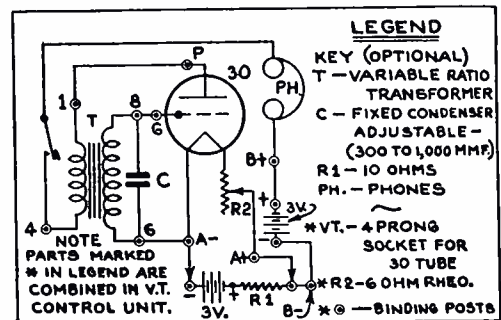 LEGEND
KEY (OPTIONAL)
T – VARIABLE RATIO
TRANSFORMER
C – FIXED CONDENSER
ADJUSTABLE –
(300 TO 1,000 MMF.)
R1 – 10 OHMS
PH. – PHONES
* VT. – 4 PRONG
SOCKET FOR
30 TUBE
* R2 – 6 OHM RHEO.
* – BINDING POSTS
P
30
PH.
1
8
G
T
C
B+
R2
+
3V.
-
4
6
A-
A+
NOTE
PARTS MARKED
* IN LEGEND ARE
COMBINED IN V.T.
CONTROL UNIT.
-
+
R1
3V.
B-